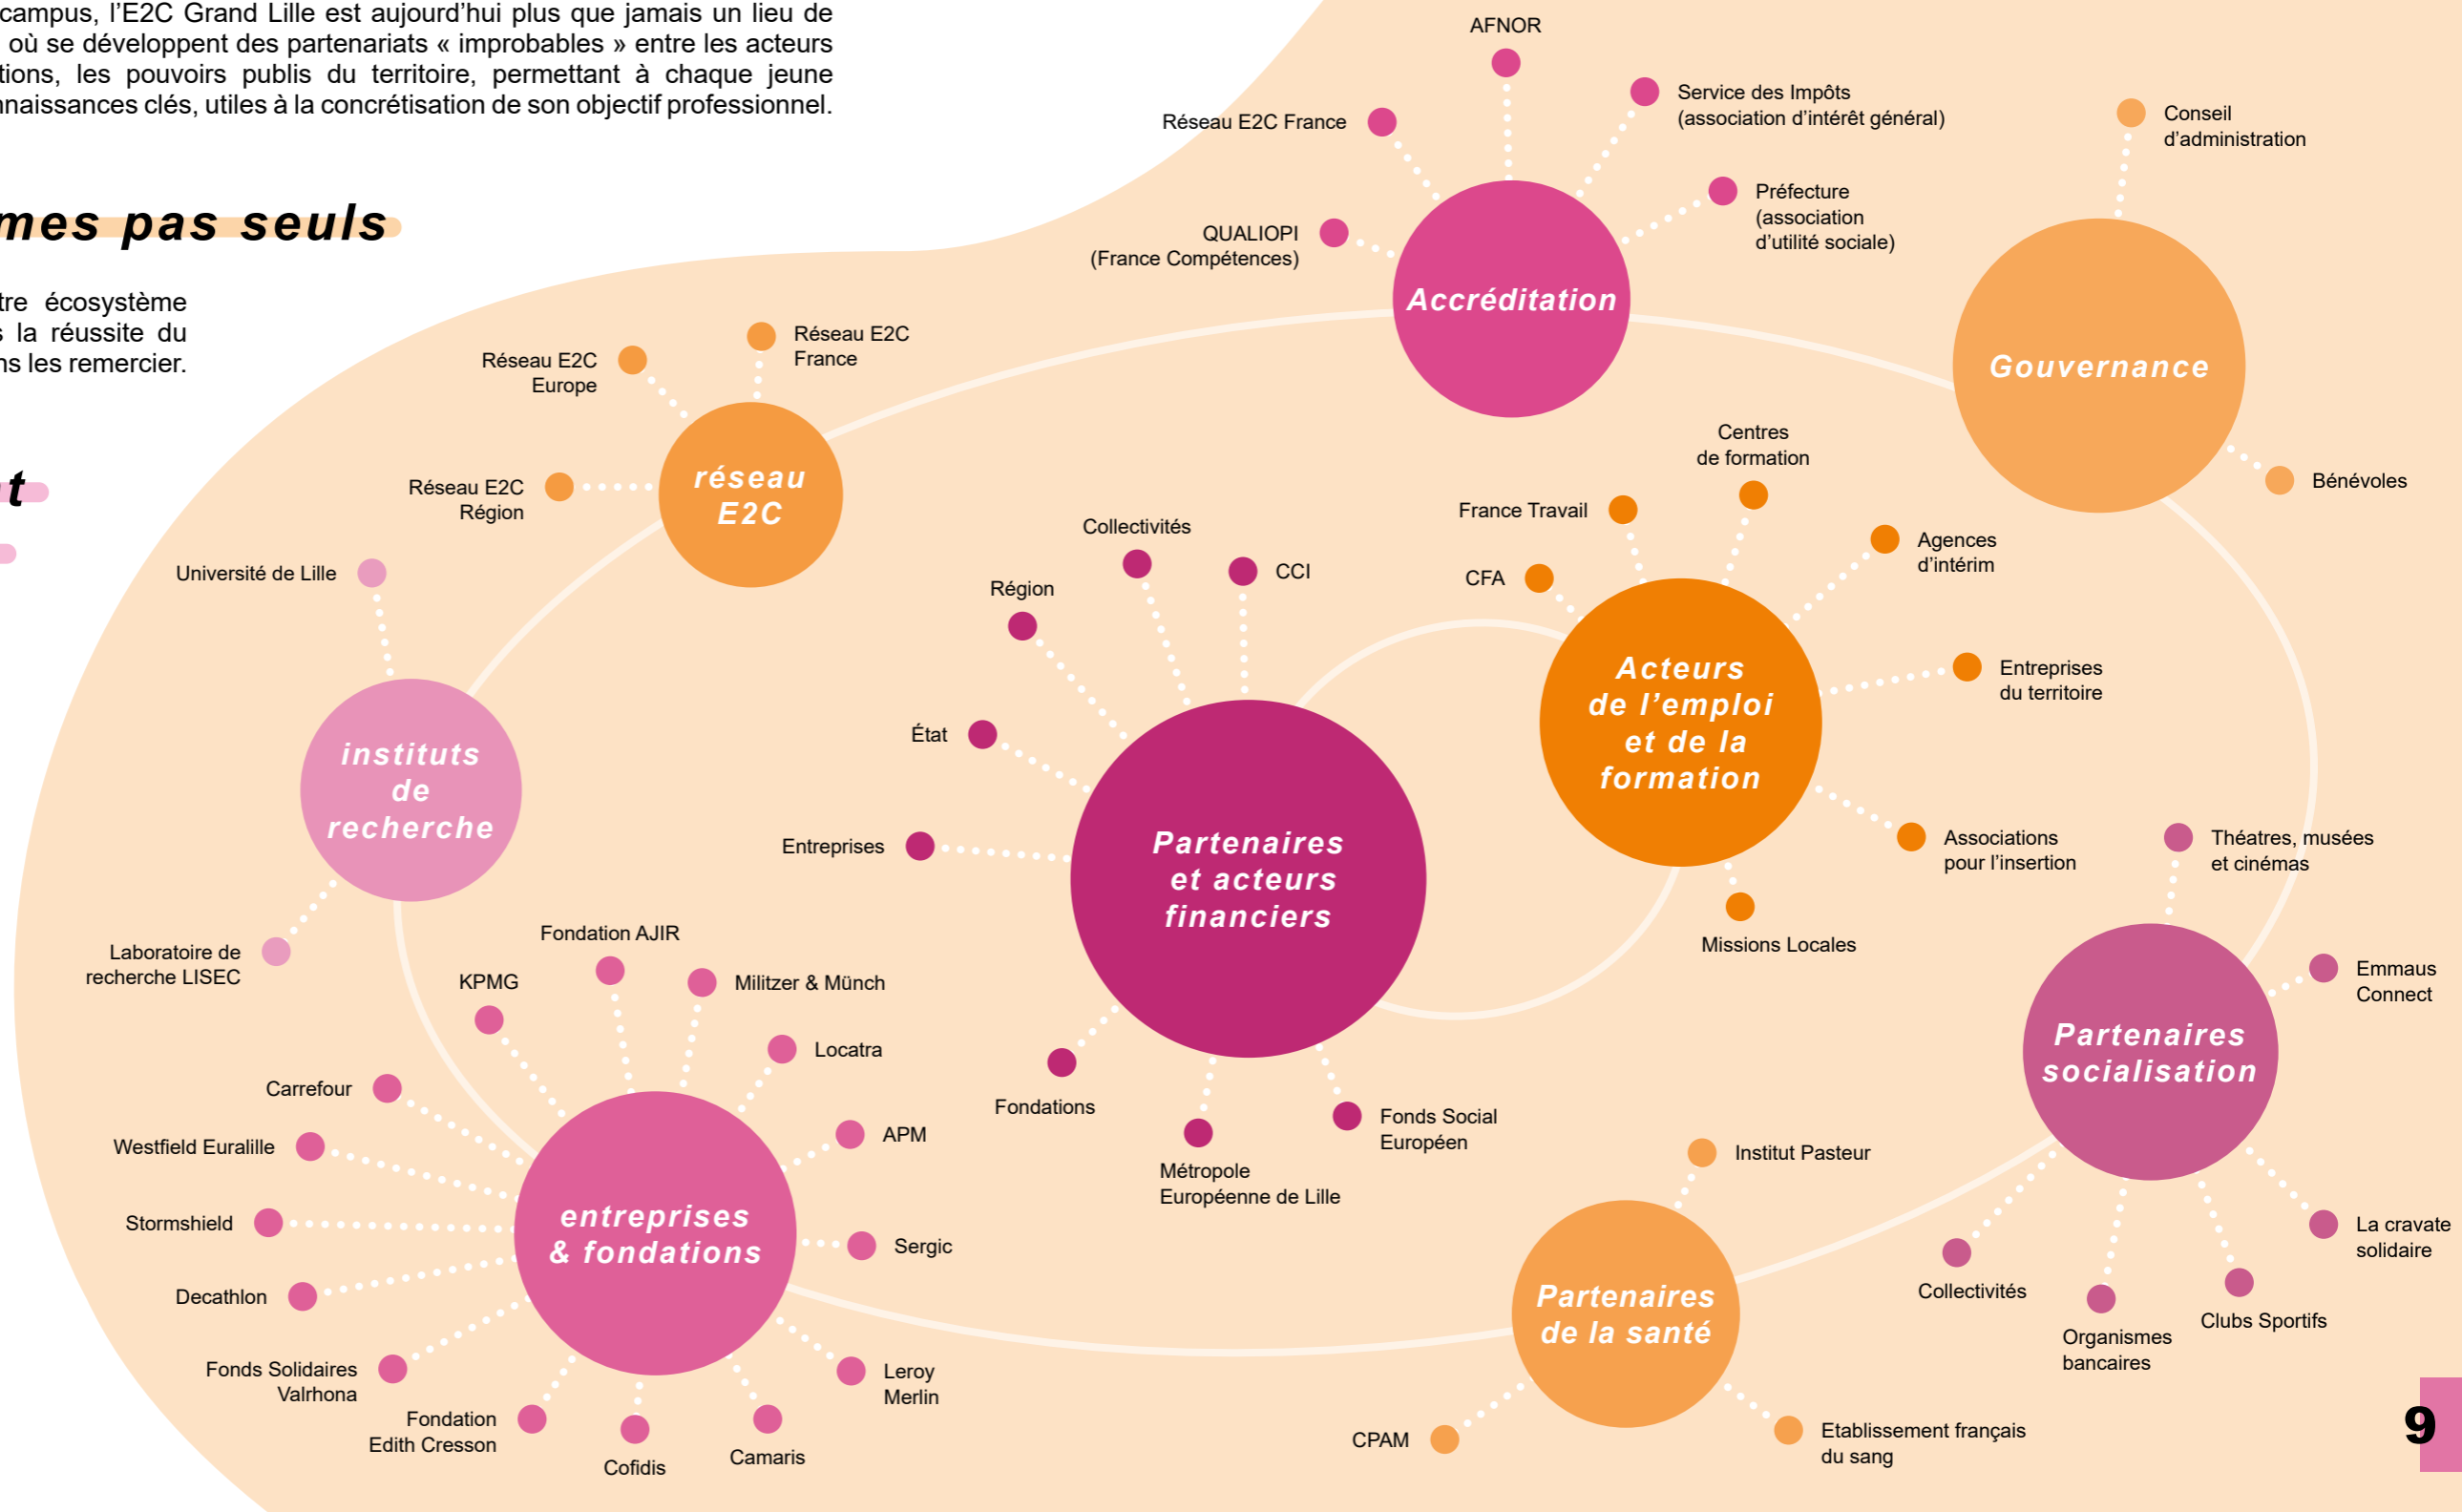 campus, l’E2C Grand Lille est aujourd’hui plus que jamais un lieu de
où se développent des partenariats « improbables » entre les acteurs
tions, les pouvoirs publis du territoire, permettant à chaque jeune
nnaissances clés, utiles à la concrétisation de son objectif professionnel.
mes pas seuls
tre écosystème
s la réussite du
ns les remercier.
t
AFNOR
Réseau E2C France
Service des Impôts
(association d’intérêt général)
QUALIOPI
(France Compétences)
Préfecture
(association
d’utilité sociale)
Accréditation
Conseil
d’administration
Gouvernance
Bénévoles
Réseau E2C
Europe
Réseau E2C
France
Réseau E2C
Région
réseau
E2C
Université de Lille
instituts
de
recherche
Laboratoire de
recherche LISEC
Collectivités
CCI
Région
État
Entreprises
Partenaires
et acteurs
financiers
Fondations
Métropole
Européenne de Lille
Fonds Social
Européen
Centres
de formation
France Travail
CFA
Agences
d’intérim
Entreprises
du territoire
Acteurs
de l’emploi
et de la
formation
Associations
pour l’insertion
Missions Locales
Théatres, musées
et cinémas
Emmaus
Connect
Partenaires
socialisation
La cravate
solidaire
Clubs Sportifs
Organismes
bancaires
Collectivités
Institut Pasteur
Partenaires
de la santé
CPAM
Etablissement français
du sang
Fondation AJIR
KPMG
Militzer & Münch
Locatra
Carrefour
APM
Westfield Euralille
Stormshield
entreprises
& fondations
Sergic
Decathlon
Fonds Solidaires
Valrhona
Leroy
Merlin
Fondation
Edith Cresson
Cofidis
Camaris
9